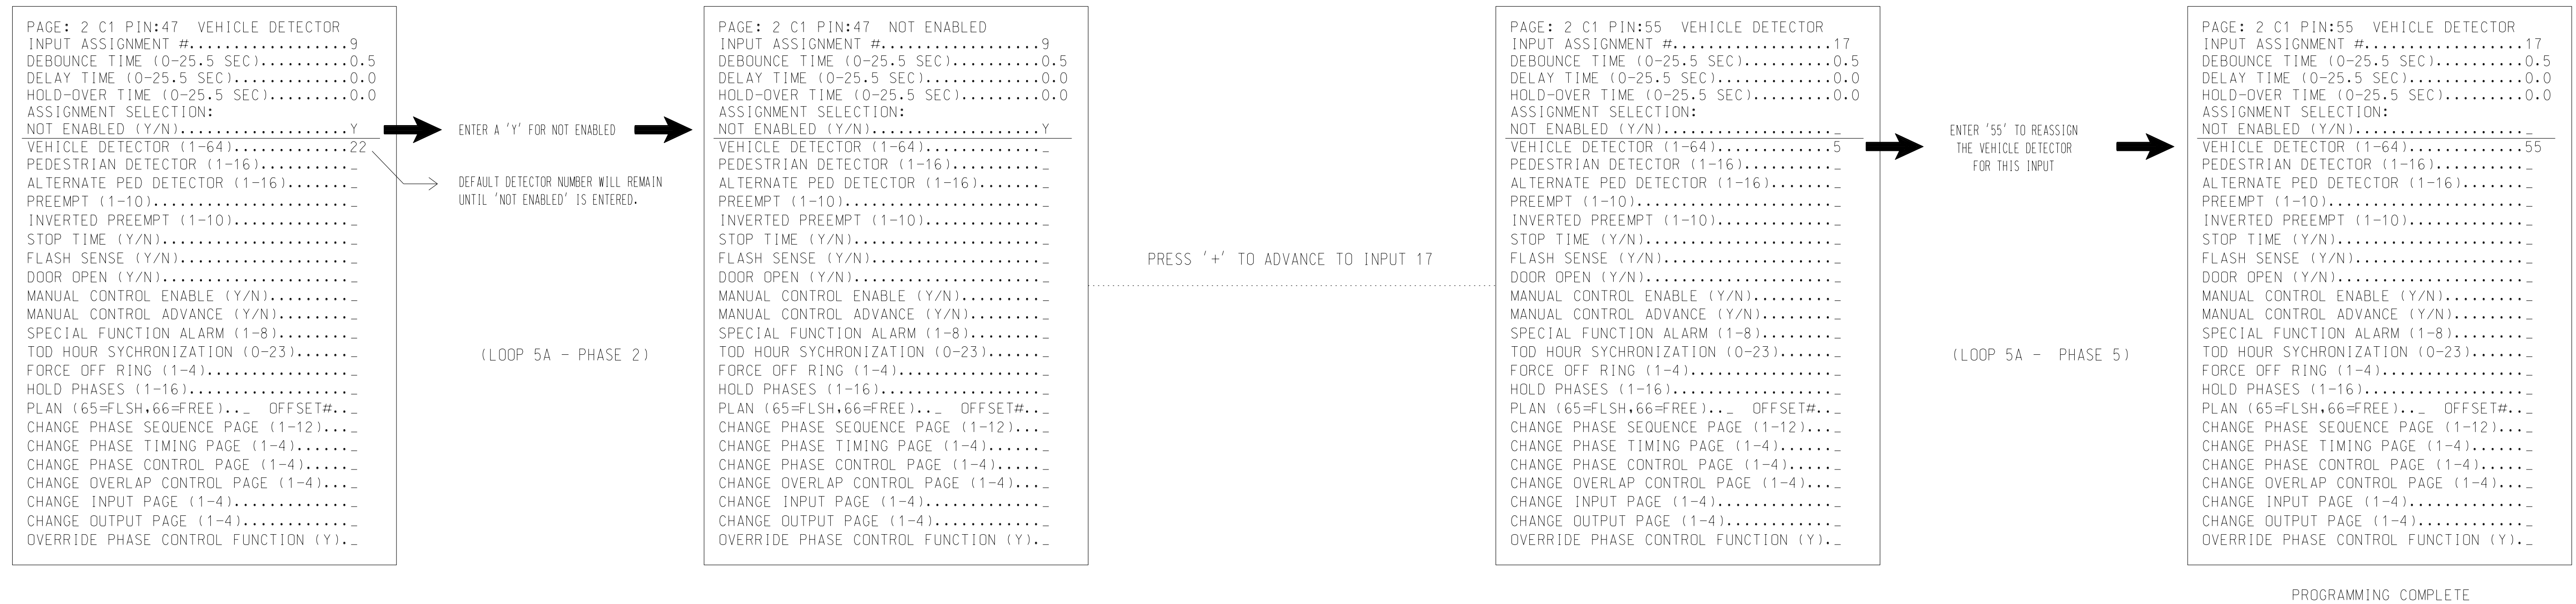 PAGE: 2 C1 PIN:47 VEHICLE DETECTOR
INPUT ASSIGNMENT #..................9
DEBOUNCE TIME (0-25.5 SEC)..........0.5
DELAY TIME (0-25.5 SEC).............0.0
HOLD-OVER TIME (0-25.5 SEC).........0.0
ASSIGNMENT SELECTION:
NOT ENABLED (Y/N)...................Y
VEHICLE DETECTOR (1-64).............22
PEDESTRIAN DETECTOR (1-16).........._
ALTERNATE PED DETECTOR (1-16)......._
PREEMPT (1-10)......................_
INVERTED PREEMPT (1-10)............._
STOP TIME (Y/N)....................._
FLASH SENSE (Y/N)..................._
DOOR OPEN (Y/N)....................._
MANUAL CONTROL ENABLE (Y/N)........._
MANUAL CONTROL ADVANCE (Y/N)........_
SPECIAL FUNCTION ALARM (1-8)........_
TOD HOUR SYCHRONIZATION (0-23)......_
FORCE OFF RING (1-4)................_
HOLD PHASES (1-16).................._
PLAN (65=FLSH,66=FREE).._ OFFSET#.._
CHANGE PHASE SEQUENCE PAGE (1-12)..._
CHANGE PHASE TIMING PAGE (1-4)......_
CHANGE PHASE CONTROL PAGE (1-4)....._
CHANGE OVERLAP CONTROL PAGE (1-4)..._
CHANGE INPUT PAGE (1-4)............._
CHANGE OUTPUT PAGE (1-4)............_
OVERRIDE PHASE CONTROL FUNCTION (Y)._
ENTER A 'Y' FOR NOT ENABLED
DEFAULT DETECTOR NUMBER WILL REMAIN
UNTIL 'NOT ENABLED' IS ENTERED.
(LOOP 5A - PHASE 2)
PAGE: 2 C1 PIN:47 NOT ENABLED
INPUT ASSIGNMENT #..................9
DEBOUNCE TIME (0-25.5 SEC)..........0.5
DELAY TIME (0-25.5 SEC).............0.0
HOLD-OVER TIME (0-25.5 SEC).........0.0
ASSIGNMENT SELECTION:
NOT ENABLED (Y/N)...................Y
VEHICLE DETECTOR (1-64)............._
PEDESTRIAN DETECTOR (1-16).........._
ALTERNATE PED DETECTOR (1-16)......._
PREEMPT (1-10)......................_
INVERTED PREEMPT (1-10)............._
STOP TIME (Y/N)....................._
FLASH SENSE (Y/N)..................._
DOOR OPEN (Y/N)....................._
MANUAL CONTROL ENABLE (Y/N)........._
MANUAL CONTROL ADVANCE (Y/N)........_
SPECIAL FUNCTION ALARM (1-8)........_
TOD HOUR SYCHRONIZATION (0-23)......_
FORCE OFF RING (1-4)................_
HOLD PHASES (1-16).................._
PLAN (65=FLSH,66=FREE).._ OFFSET#.._
CHANGE PHASE SEQUENCE PAGE (1-12)..._
CHANGE PHASE TIMING PAGE (1-4)......_
CHANGE PHASE CONTROL PAGE (1-4)....._
CHANGE OVERLAP CONTROL PAGE (1-4)..._
CHANGE INPUT PAGE (1-4)............._
CHANGE OUTPUT PAGE (1-4)............_
OVERRIDE PHASE CONTROL FUNCTION (Y)._
PRESS '+' TO ADVANCE TO INPUT 17
PAGE: 2 C1 PIN:55 VEHICLE DETECTOR
INPUT ASSIGNMENT #..................17
DEBOUNCE TIME (0-25.5 SEC)..........0.5
DELAY TIME (0-25.5 SEC).............0.0
HOLD-OVER TIME (0-25.5 SEC).........0.0
ASSIGNMENT SELECTION:
NOT ENABLED (Y/N)..................._
VEHICLE DETECTOR (1-64).............5
PEDESTRIAN DETECTOR (1-16).........._
ALTERNATE PED DETECTOR (1-16)......._
PREEMPT (1-10)......................_
INVERTED PREEMPT (1-10)............._
STOP TIME (Y/N)....................._
FLASH SENSE (Y/N)..................._
DOOR OPEN (Y/N)....................._
MANUAL CONTROL ENABLE (Y/N)........._
MANUAL CONTROL ADVANCE (Y/N)........_
SPECIAL FUNCTION ALARM (1-8)........_
TOD HOUR SYCHRONIZATION (0-23)......_
FORCE OFF RING (1-4)................_
HOLD PHASES (1-16).................._
PLAN (65=FLSH,66=FREE).._ OFFSET#.._
CHANGE PHASE SEQUENCE PAGE (1-12)..._
CHANGE PHASE TIMING PAGE (1-4)......_
CHANGE PHASE CONTROL PAGE (1-4)....._
CHANGE OVERLAP CONTROL PAGE (1-4)..._
CHANGE INPUT PAGE (1-4)............._
CHANGE OUTPUT PAGE (1-4)............_
OVERRIDE PHASE CONTROL FUNCTION (Y)._
ENTER '55' TO REASSIGN
THE VEHICLE DETECTOR
FOR THIS INPUT
(LOOP 5A - PHASE 5)
PAGE: 2 C1 PIN:55 VEHICLE DETECTOR
INPUT ASSIGNMENT #..................17
DEBOUNCE TIME (0-25.5 SEC)..........0.5
DELAY TIME (0-25.5 SEC).............0.0
HOLD-OVER TIME (0-25.5 SEC).........0.0
ASSIGNMENT SELECTION:
NOT ENABLED (Y/N)..................._
VEHICLE DETECTOR (1-64).............55
PEDESTRIAN DETECTOR (1-16).........._
ALTERNATE PED DETECTOR (1-16)......._
PREEMPT (1-10)......................_
INVERTED PREEMPT (1-10)............._
STOP TIME (Y/N)....................._
FLASH SENSE (Y/N)..................._
DOOR OPEN (Y/N)....................._
MANUAL CONTROL ENABLE (Y/N)........._
MANUAL CONTROL ADVANCE (Y/N)........_
SPECIAL FUNCTION ALARM (1-8)........_
TOD HOUR SYCHRONIZATION (0-23)......_
FORCE OFF RING (1-4)................_
HOLD PHASES (1-16).................._
PLAN (65=FLSH,66=FREE).._ OFFSET#.._
CHANGE PHASE SEQUENCE PAGE (1-12)..._
CHANGE PHASE TIMING PAGE (1-4)......_
CHANGE PHASE CONTROL PAGE (1-4)....._
CHANGE OVERLAP CONTROL PAGE (1-4)..._
CHANGE INPUT PAGE (1-4)............._
CHANGE OUTPUT PAGE (1-4)............_
OVERRIDE PHASE CONTROL FUNCTION (Y)._
PROGRAMMING COMPLETE